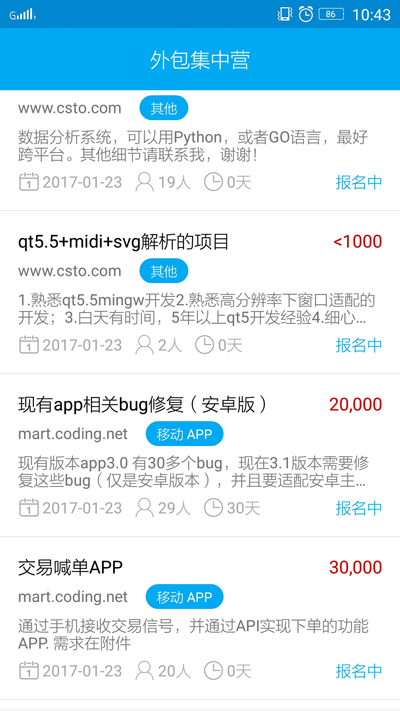 G 86 10:43
外包集中营
www.csto.com 其他
数据分析系统，可以用Python，或者GO语言，最好
跨平台。其他细节请联系我，谢谢！
1 2017-01-23 19人 0天 报名中
qt5.5+midi+svg解析的项目 <1000
www.csto.com 其他
1.熟悉qt5.5mingw开发2.熟悉高分辨率下窗口适配的
开发；3.白天有时间，5年以上qt5开发经验4.细心...
1 2017-01-23 2人 0天 报名中
现有app相关bug修复（安卓版） 20,000
mart.coding.net 移动 APP
现有版本app3.0 有30多个bug，现在3.1版本需要修
复这些bug（仅是安卓版本），并且要适配安卓主...
1 2017-01-23 29人 30天 报名中
交易喊单APP 30,000
mart.coding.net 移动 APP
通过手机接收交易信号，并通过API实现下单的功能
APP. 需求在附件
1 2017-01-23 20人 0天 报名中